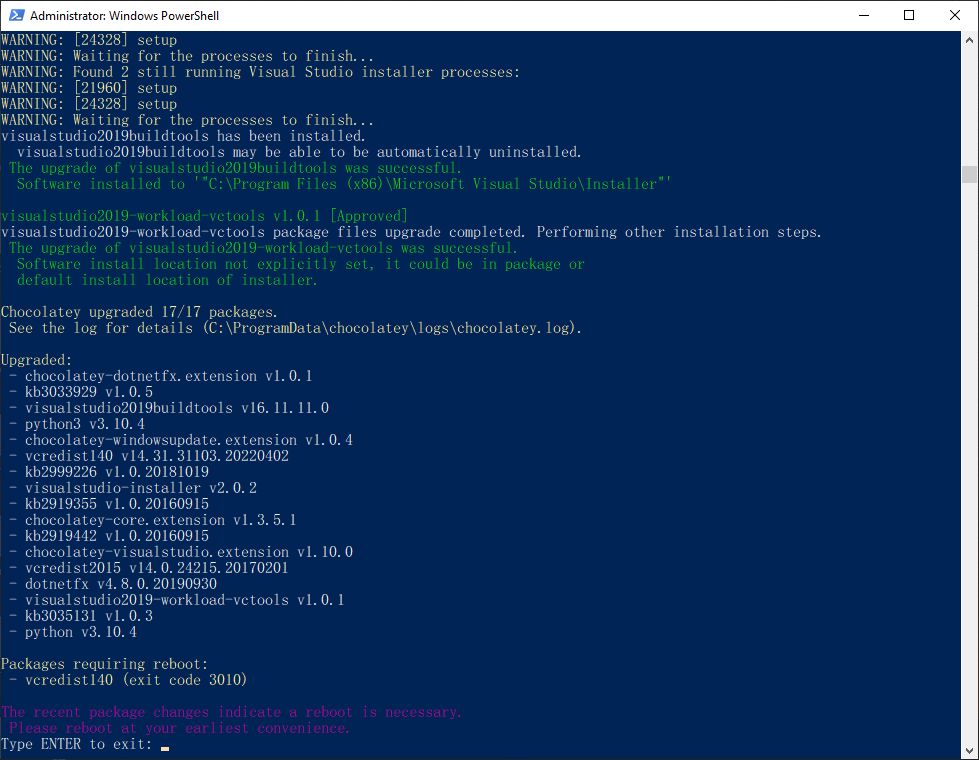 Administrator: Windows PowerShell
WARNING: [24328] setup
WARNING: Waiting for the processes to finish...
WARNING: Found 2 still running Visual Studio installer processes:
WARNING: [21960] setup
WARNING: [24328] setup
WARNING: Waiting for the processes to finish...
visualstudio2019buildtools has been installed.
  visualstudio2019buildtools may be able to be automatically uninstalled.
 The upgrade of visualstudio2019buildtools was successful.
  Software installed to '"C:\Program Files (x86)\Microsoft Visual Studio\Installer"'

visualstudio2019-workload-vctools v1.0.1 [Approved]
visualstudio2019-workload-vctools package files upgrade completed. Performing other installation steps.
 The upgrade of visualstudio2019-workload-vctools was successful.
  Software install location not explicitly set, it could be in package or
  default install location of installer.

Chocolatey upgraded 17/17 packages.
 See the log for details (C:\ProgramData\chocolatey\logs\chocolatey.log).

Upgraded:
 - chocolatey-dotnetfx.extension v1.0.1
 - kb3033929 v1.0.5
 - visualstudio2019buildtools v16.11.11.0
 - python3 v3.10.4
 - chocolatey-windowsupdate.extension v1.0.4
 - vcredist140 v14.31.31103.20220402
 - kb2999226 v1.0.20181019
 - visualstudio-installer v2.0.2
 - kb2919355 v1.0.20160915
 - chocolatey-core.extension v1.3.5.1
 - kb2919442 v1.0.20160915
 - chocolatey-visualstudio.extension v1.10.0
 - vcredist2015 v14.0.24215.20170201
 - dotnetfx v4.8.0.20190930
 - visualstudio2019-workload-vctools v1.0.1
 - kb3035131 v1.0.3
 - python v3.10.4

Packages requiring reboot:
 - vcredist140 (exit code 3010)

The recent package changes indicate a reboot is necessary.
 Please reboot at your earliest convenience.
Type ENTER to exit: